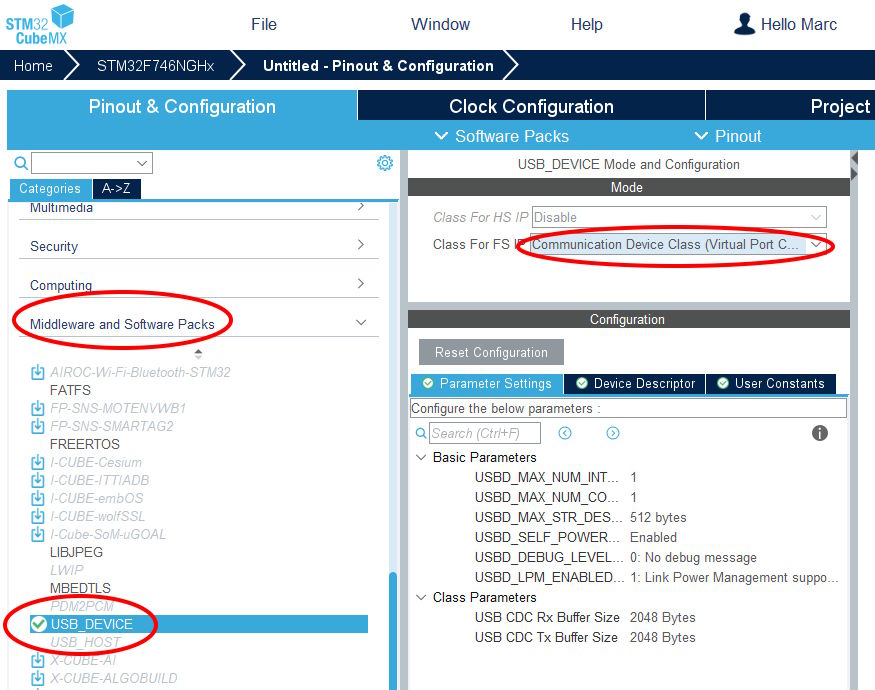 STM32
CubeMX
File
Window
Help
Hello Marc
Home
STM32F746NGHx
Untitled - Pinout & Configuration
Pinout & Configuration
Clock Configuration
Project
Software Packs
Pinout
Categories
A->Z
Multimedia
Security
Computing
Middleware and Software Packs
AIROC-Wi-Fi-Bluetooth-STM32
FATFS
FP-SNS-MOTENVWB1
FP-SNS-SMARTAG2
FREERTOS
I-CUBE-Cesium
I-CUBE-ITTIADB
I-CUBE-embOS
I-CUBE-wolfSSL
I-Cube-SoM-uGOAL
LIBJPEG
LWIP
MBEDTLS
PDM2PCM
USB_DEVICE
USB_HOST
X-CUBE-AI
X-CUBE-ALGOBUILD
USB_DEVICE Mode and Configuration
Mode
Class For HS IP Disable
Class For FS IP Communication Device Class (Virtual Port C...
Configuration
Reset Configuration
Parameter Settings
Device Descriptor
User Constants
Configure the below parameters :
Search (Ctrl+F)
Basic Parameters
USBD_MAX_NUM_INT... 1
USBD_MAX_NUM_CO... 1
USBD_MAX_STR_DES... 512 bytes
USBD_SELF_POWER... Enabled
USBD_DEBUG_LEVEL... 0: No debug message
USBD_LPM_ENABLED... 1: Link Power Management suppo...
Class Parameters
USB CDC Rx Buffer Size 2048 Bytes
USB CDC Tx Buffer Size 2048 Bytes